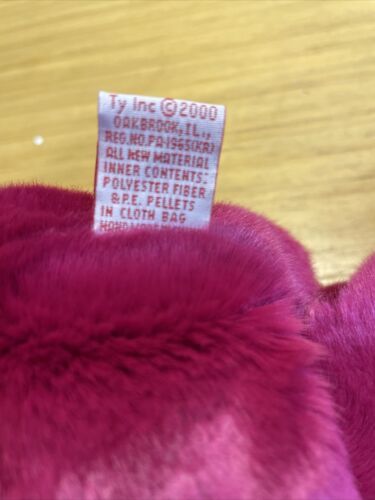 Ty Inc ©2000
OAKBROOK, IL.,
REG.NO.PA-1965(KR)
ALL NEW MATERIAL
INNER CONTENTS:
POLYESTER FIBER
& P.E. PELLETS
IN CLOTH BAG